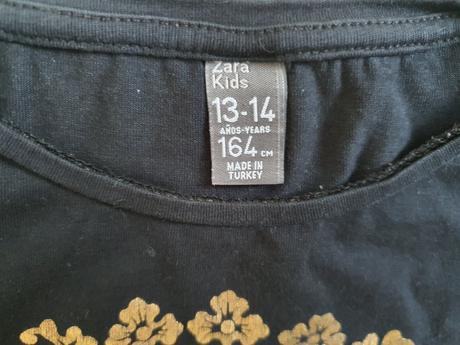 Zara
Kids
13-14
AÑOS-YEARS
164 CM
MADE IN
TURKEY